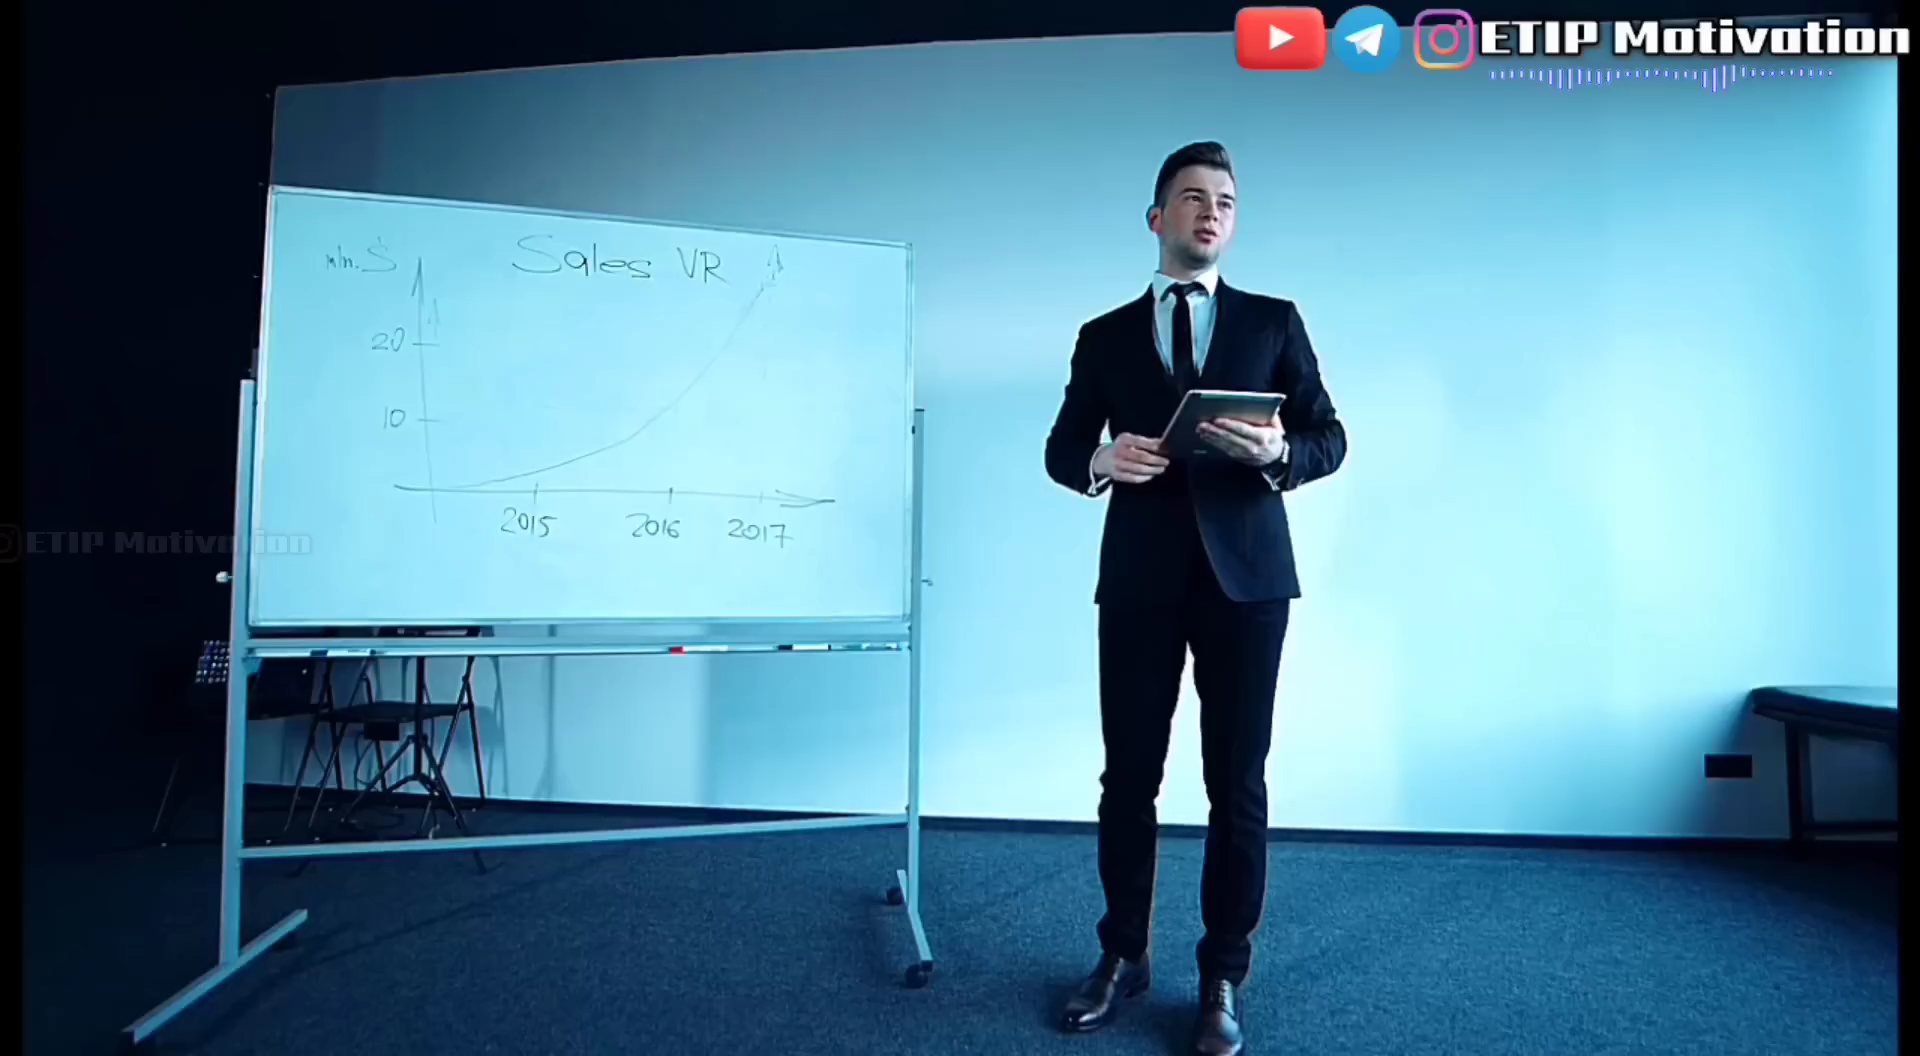 ETIP Motivation
mln. $
Sales VR
20
10
2015 2016 2017
ETIP Motivation